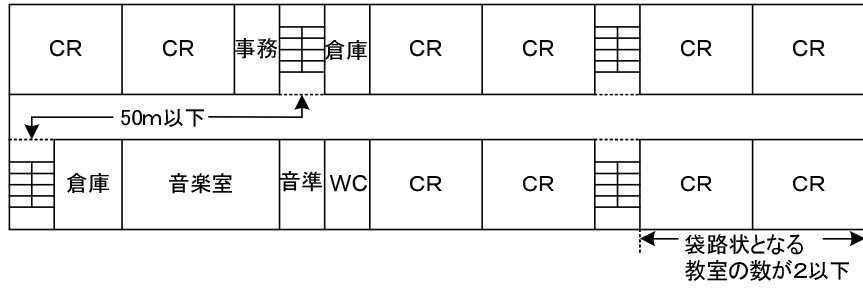 CR CR 事務 倉庫 CR CR CR CR
50m以下
倉庫 音楽室 音準 WC CR CR CR CR
袋路状となる
教室の数が2以下